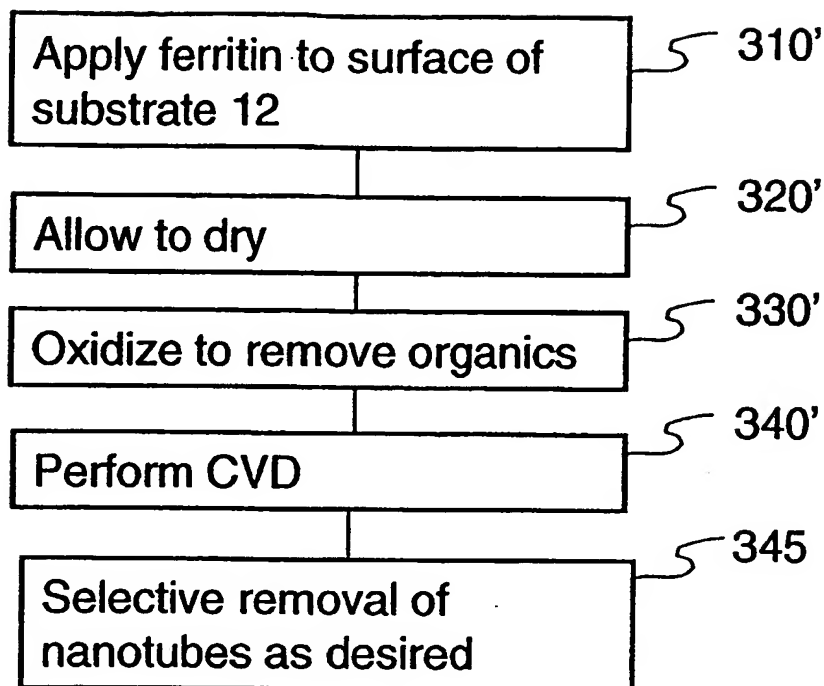 Apply ferritin to surface of
substrate 12
310'
Allow to dry
320'
Oxidize to remove organics
330'
Perform CVD
340'
Selective removal of
nanotubes as desired
345